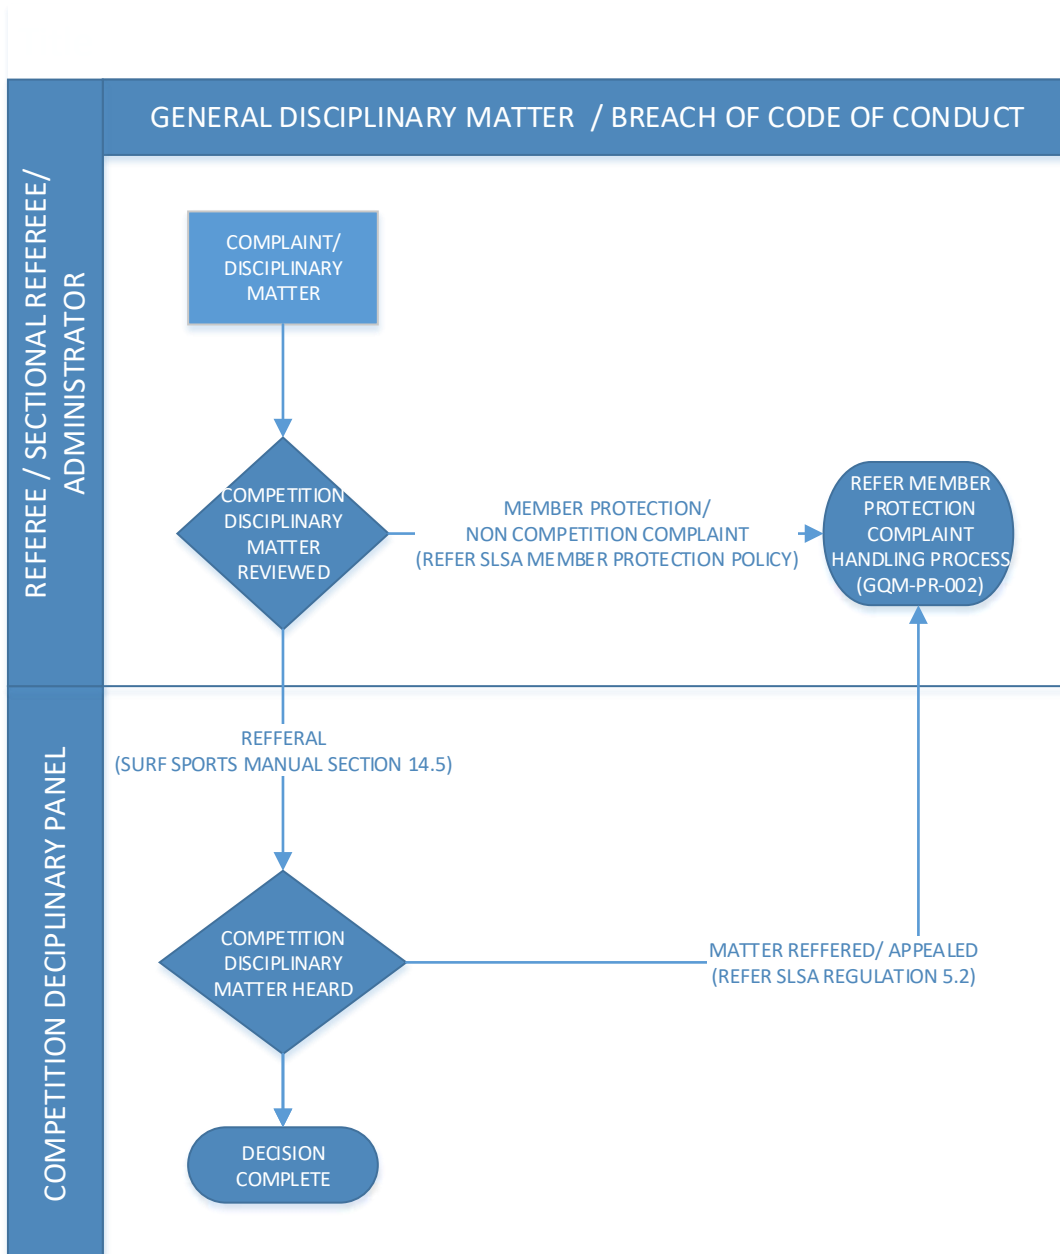 GENERAL DISCIPLINARY MATTER / BREACH OF CODE OF CONDUCT
REFEREE / SECTIONAL REFEREEE/
ADMINISTRATOR
COMPLAINT/
DISCIPLINARY
MATTER
COMPETITION
DISCIPLINARY
MATTER
REVIEWED
MEMBER PROTECTION/
NON COMPETITION COMPLAINT
(REFER SLSA MEMBER PROTECTION POLICY)
REFER MEMBER
PROTECTION
COMPLAINT
HANDLING PROCESS
(GQM-PR-002)
COMPETITION DECIPLINARY PANEL
REFFERAL
(SURF SPORTS MANUAL SECTION 14.5)
COMPETITION
DISCIPLINARY
MATTER HEARD
MATTER REFFERED/ APPEALED
(REFER SLSA REGULATION 5.2)
DECISION
COMPLETE